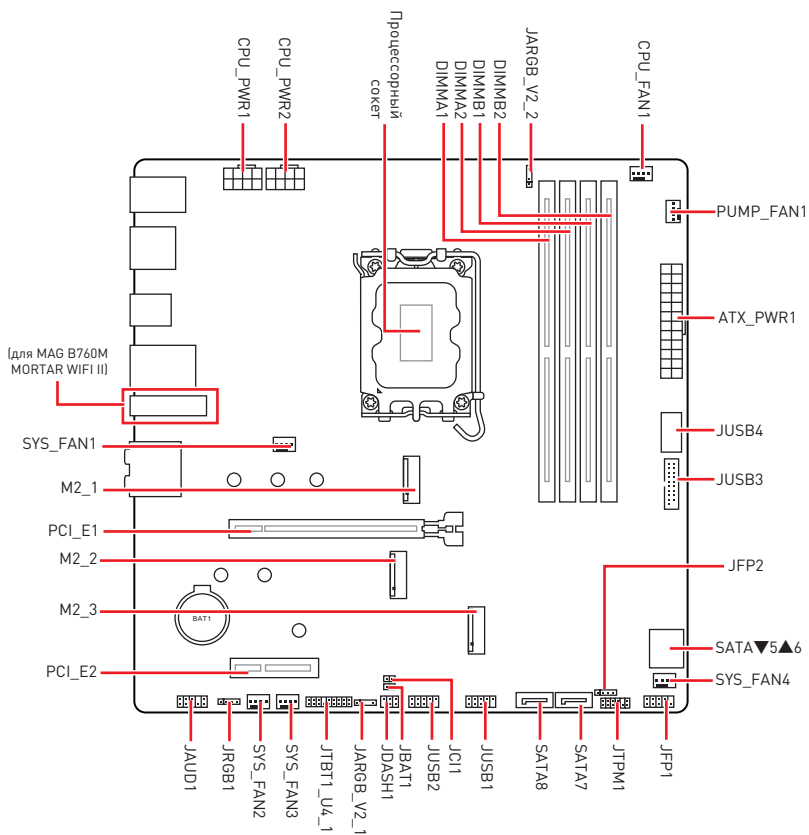 CPU_PWR1
CPU_PWR2
Процессорный
сокет
DIMMA1
DIMMA2
DIMMB1
DIMMB2
JARGB_V2_2
CPU_FAN1
PUMP_FAN1
ATX_PWR1
(для MAG B760M
MORTAR WIFI II)
SYS_FAN1
JUSB4
JUSB3
M2_1
PCI_E1
M2_2
JFP2
M2_3
BAT1
SATA▼5▲6
PCI_E2
SYS_FAN4
JAUD1
JRGB1
SYS_FAN2
SYS_FAN3
JTBT1_U4_1
JARGB_V2_1
JDASH1
JBAT1
JUSB2
JCI1
JUSB1
SATA8
SATA7
JTPM1
JFP1